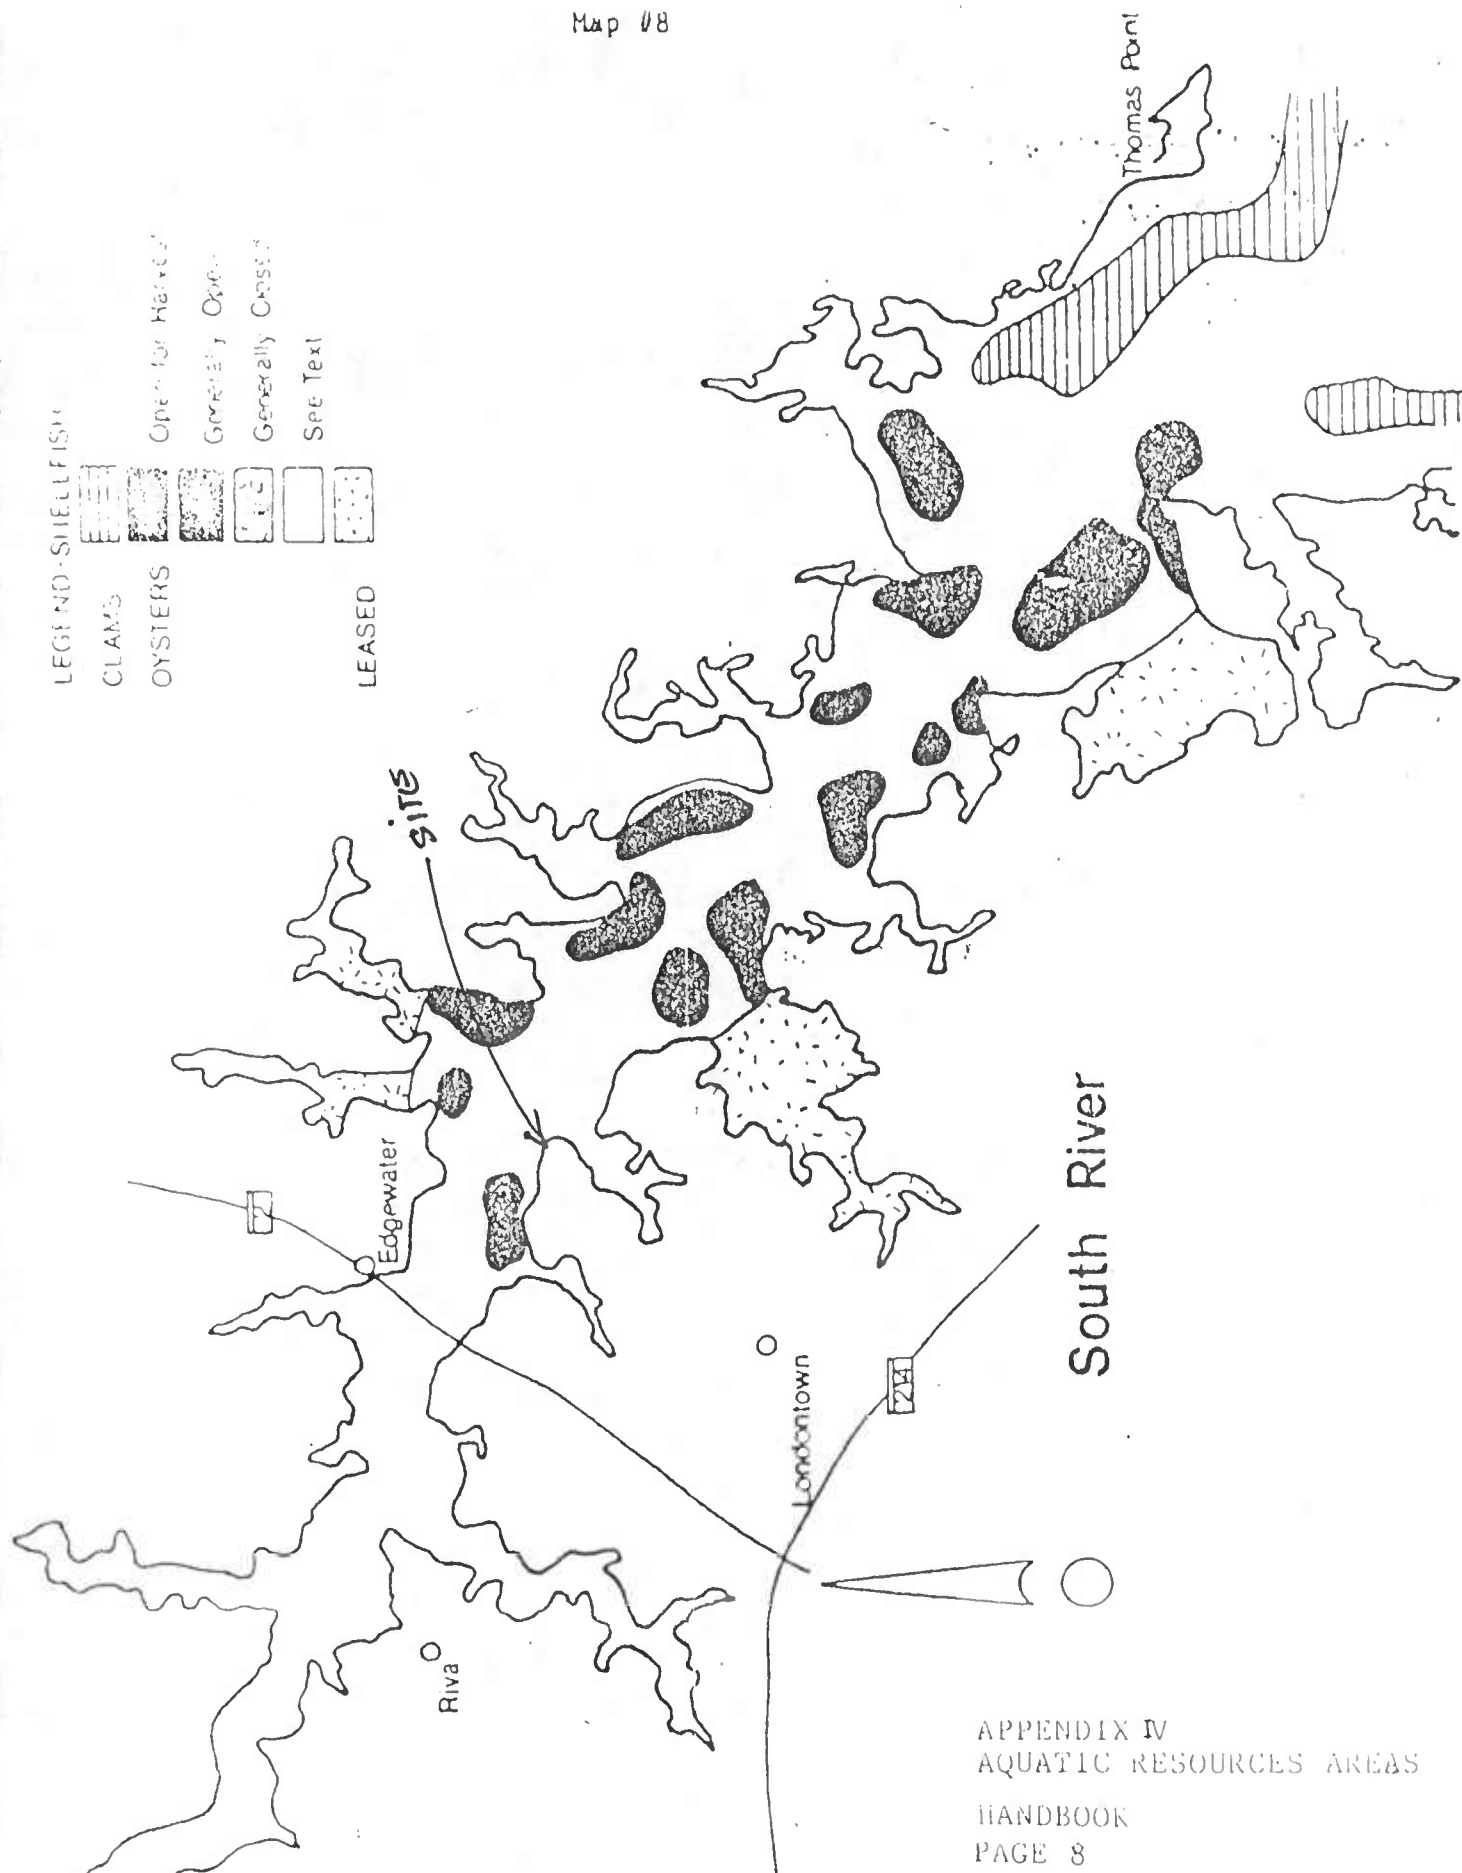 Map #8
Thomas Point
LEGEND-SHELLFISH
CLAMS
OYSTERS
Open for Harvest
Generally Open
Generally Closed
See Text
LEASED
SITE
Edgewater
2
Londontown
214
Riva
South River
APPENDIX IV
AQUATIC RESOURCES AREAS
HANDBOOK
PAGE 8